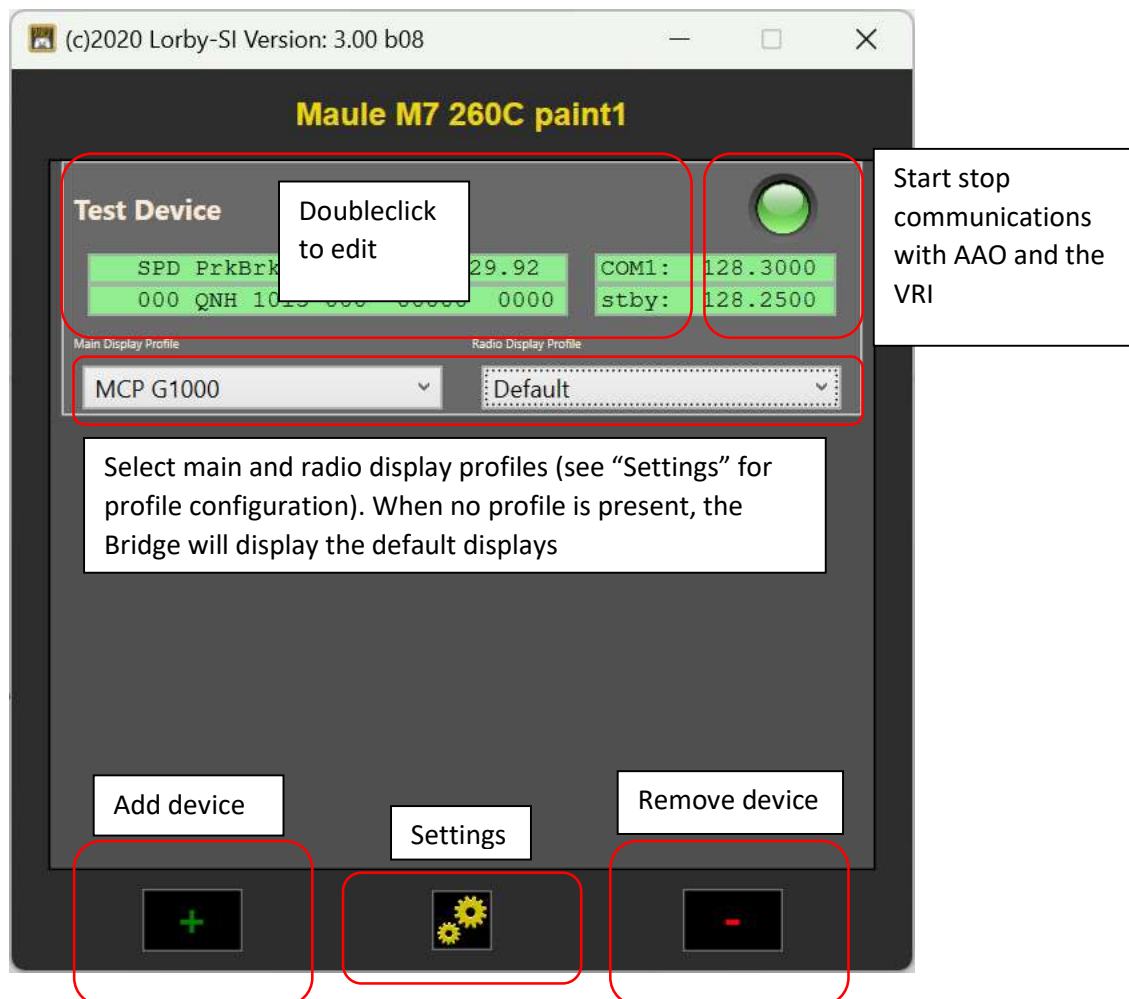 (c)2020 Lorby-SI Version: 3.00 b08
Maule M7 260C paint1
Test Device
Doubleclick
to edit
Start stop
communications
with AAO and the
VRI
SPD PrkBrk 29.92 COM1: 128.3000
000 QNH 1013 000 00000 0000 stby: 128.2500
Main Display Profile Radio Display Profile
MCP G1000 Default
Select main and radio display profiles (see “Settings” for
profile configuration). When no profile is present, the
Bridge will display the default displays
Add device
Settings
Remove device
+ -